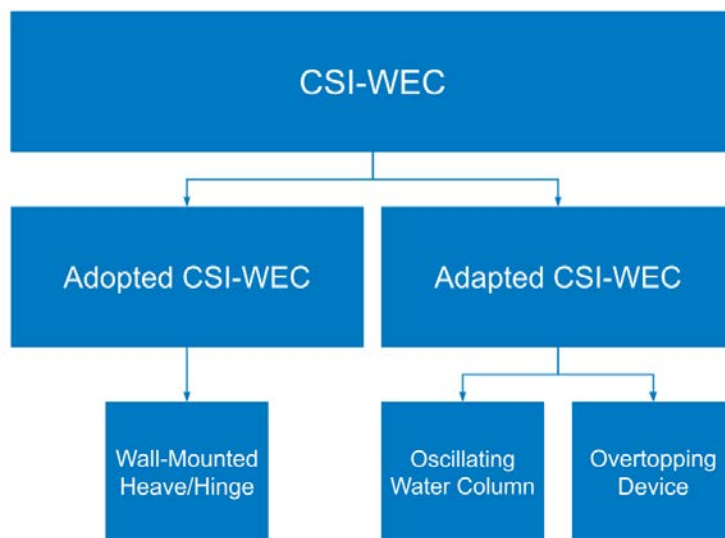 CSI-WEC
Adopted CSI-WEC
Adapted CSI-WEC
Wall-Mounted
Heave/Hinge
Oscillating
Water Column
Overtopping
Device